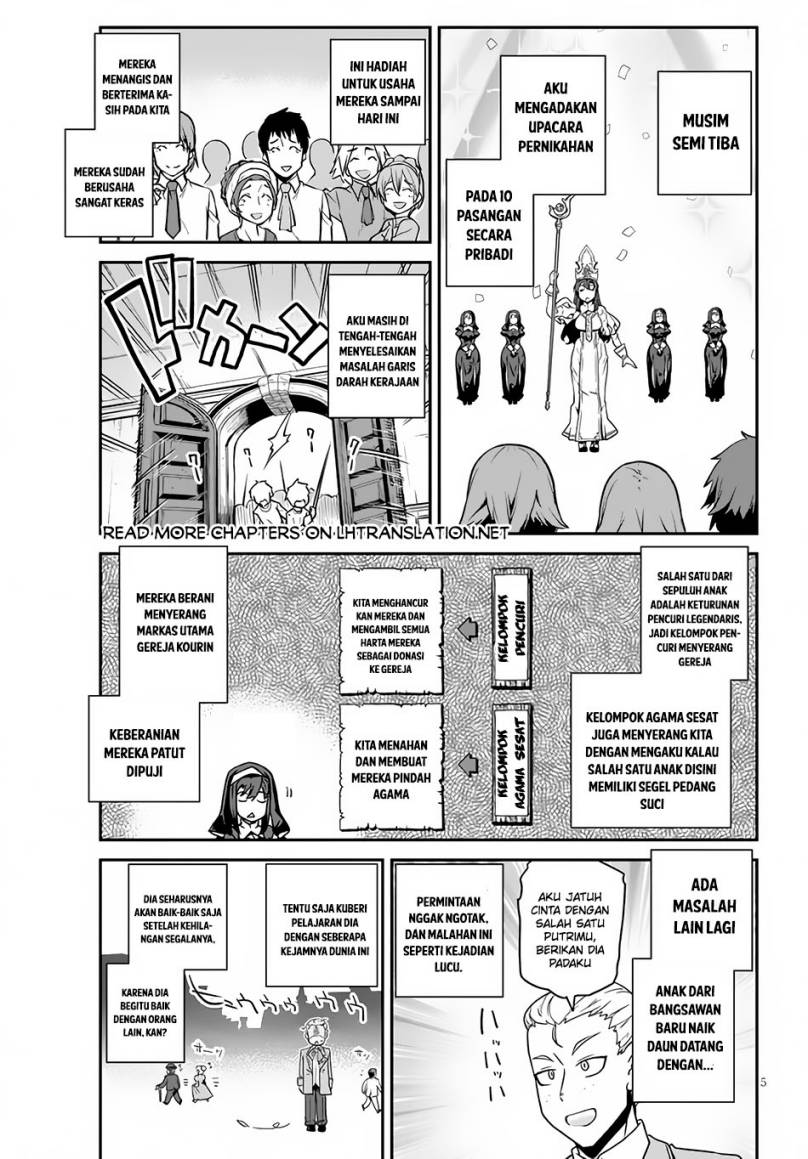 MUSIM
SEMI TIBA
AKU
MENGADAKAN
UPACARA
PERNIKAHAN
PADA 10
PASANGAN
SECARA
PRIBADI
INI HADIAH
UNTUK USAHA
MEREKA SAMPAI
HARI INI
MEREKA
MENANGIS DAN
BERTERIMA KA-
SIH PADA KITA
MEREKA SUDAH
BERUSAHA
SANGAT KERAS
AKU MASIH DI
TENGAH-TENGAH
MENYELESAIKAN
MASALAH GARIS
DARAH KERAJAAN
ドドカーン
READ MORE CHAPTERS ON LHTRANSLATION.NET
SALAH SATU DARI
SEPULUH ANAK
ADALAH KETURUNAN
PENCURI LEGENDARIS,
JADI KELOMPOK PEN-
CURI MENYERANG
GEREJA
KELOMPOK AGAMA SESAT
JUGA MENYERANG KITA
DENGAN MENGAKU KALAU
SALAH SATU ANAK DISINI
MEMILIKI SEGEL PEDANG
SUCI
KELOMPOK
PENCURI
KITA MENGHANCUR
KAN MEREKA DAN
MENGAMBIL SEMUA
HARTA MEREKA
SEBAGAI DONASI
KE GEREJA
KELOMPOK
AGAMA SESAT
KITA MENAHAN
DAN MEMBUAT
MEREKA PINDAH
AGAMA
MEREKA BERANI
MENYERANG
MARKAS UTAMA
GEREJA KOURIN
KEBERANIAN
MEREKA PATUT
DIPUJI
ADA
MASALAH
LAIN LAGI
ANAK DARI
BANGSAWAN
BARU NAIK
DAUN DATANG
DENGAN...
AKU JATUH
CINTA DENGAN
SALAH SATU
PUTRIMU,
BERIKAN DIA
PADAKU
PERMINTAAN
NGGAK NGOTAK,
DAN MALAHAN INI
SEPERTI KEJADIAN
LUCU.
TENTU SAJA KUBERI
PELAJARAN DIA
DENGAN SEBERAPA
KEJAMNYA DUNIA INI
DIA SEHARUSNYA
AKAN BAIK-BAIK SAJA
SETELAH KEHILA-
NGAN SEGALANYA,
KARENA DIA
BEGITU BAIK
DENGAN ORANG
LAIN, KAN?
5